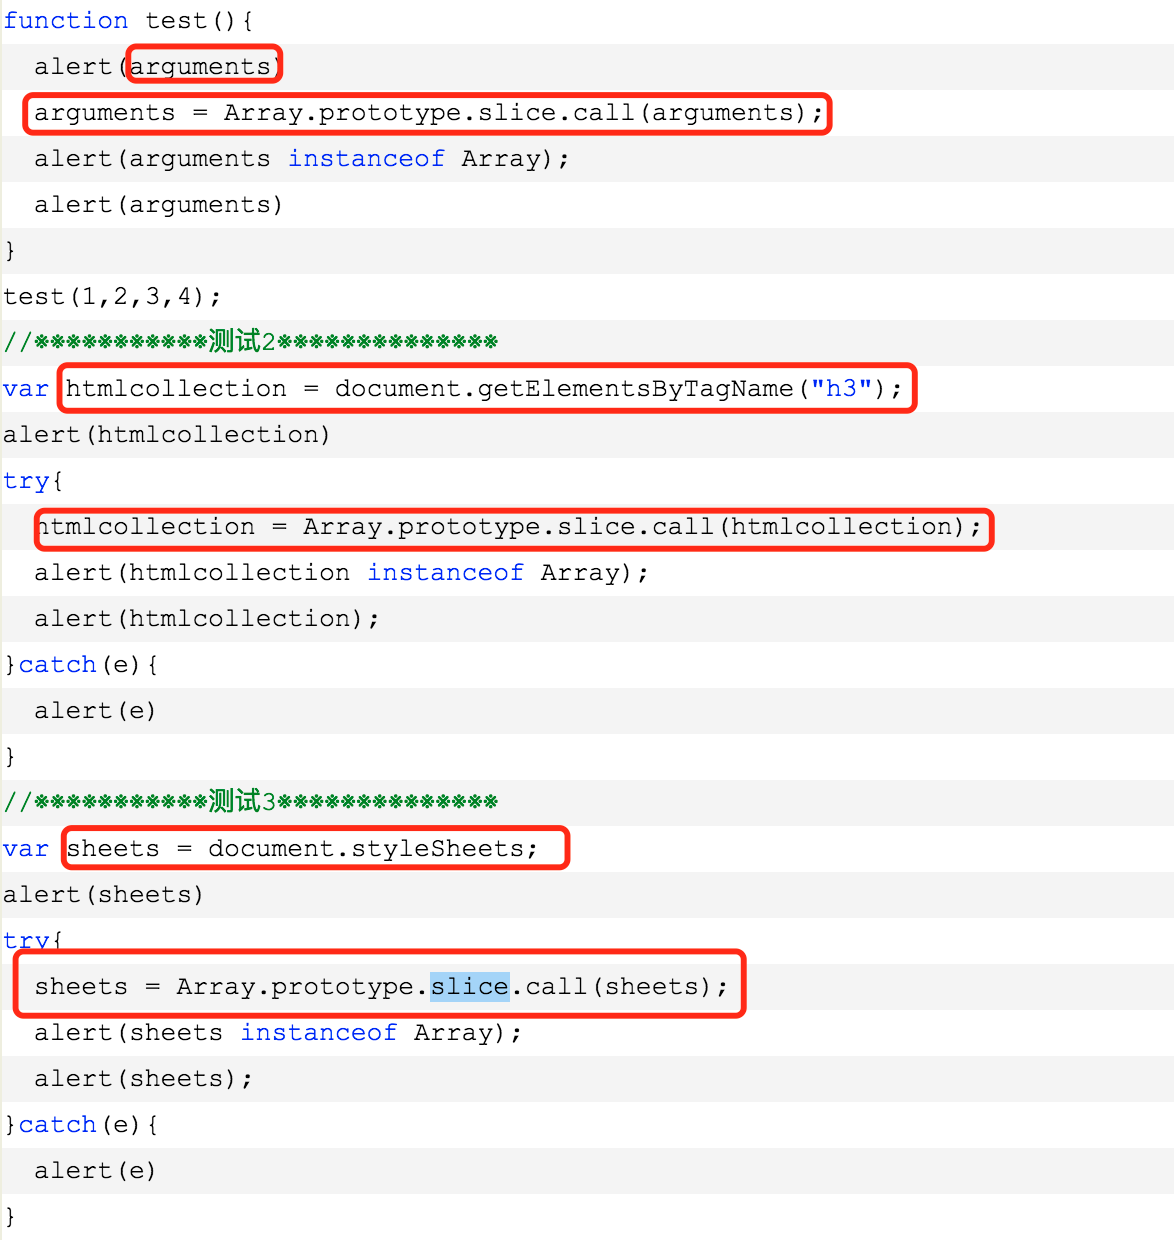 function test(){
alert(arguments)
arguments = Array.prototype.slice.call(arguments);
alert(arguments instanceof Array);
alert(arguments)
}
test(1,2,3,4);
//※※※※※※※※※※※测试2※※※※※※※※※※※※※※
var htmlcollection = document.getElementsByTagName("h3");
alert(htmlcollection)
try{
htmlcollection = Array.prototype.slice.call(htmlcollection);
alert(htmlcollection instanceof Array);
alert(htmlcollection);
}catch(e){
alert(e)
}
//※※※※※※※※※※※测试3※※※※※※※※※※※※※※
var sheets = document.styleSheets;
alert(sheets)
try{
sheets = Array.prototype.slice.call(sheets);
alert(sheets instanceof Array);
alert(sheets);
}catch(e){
alert(e)
}